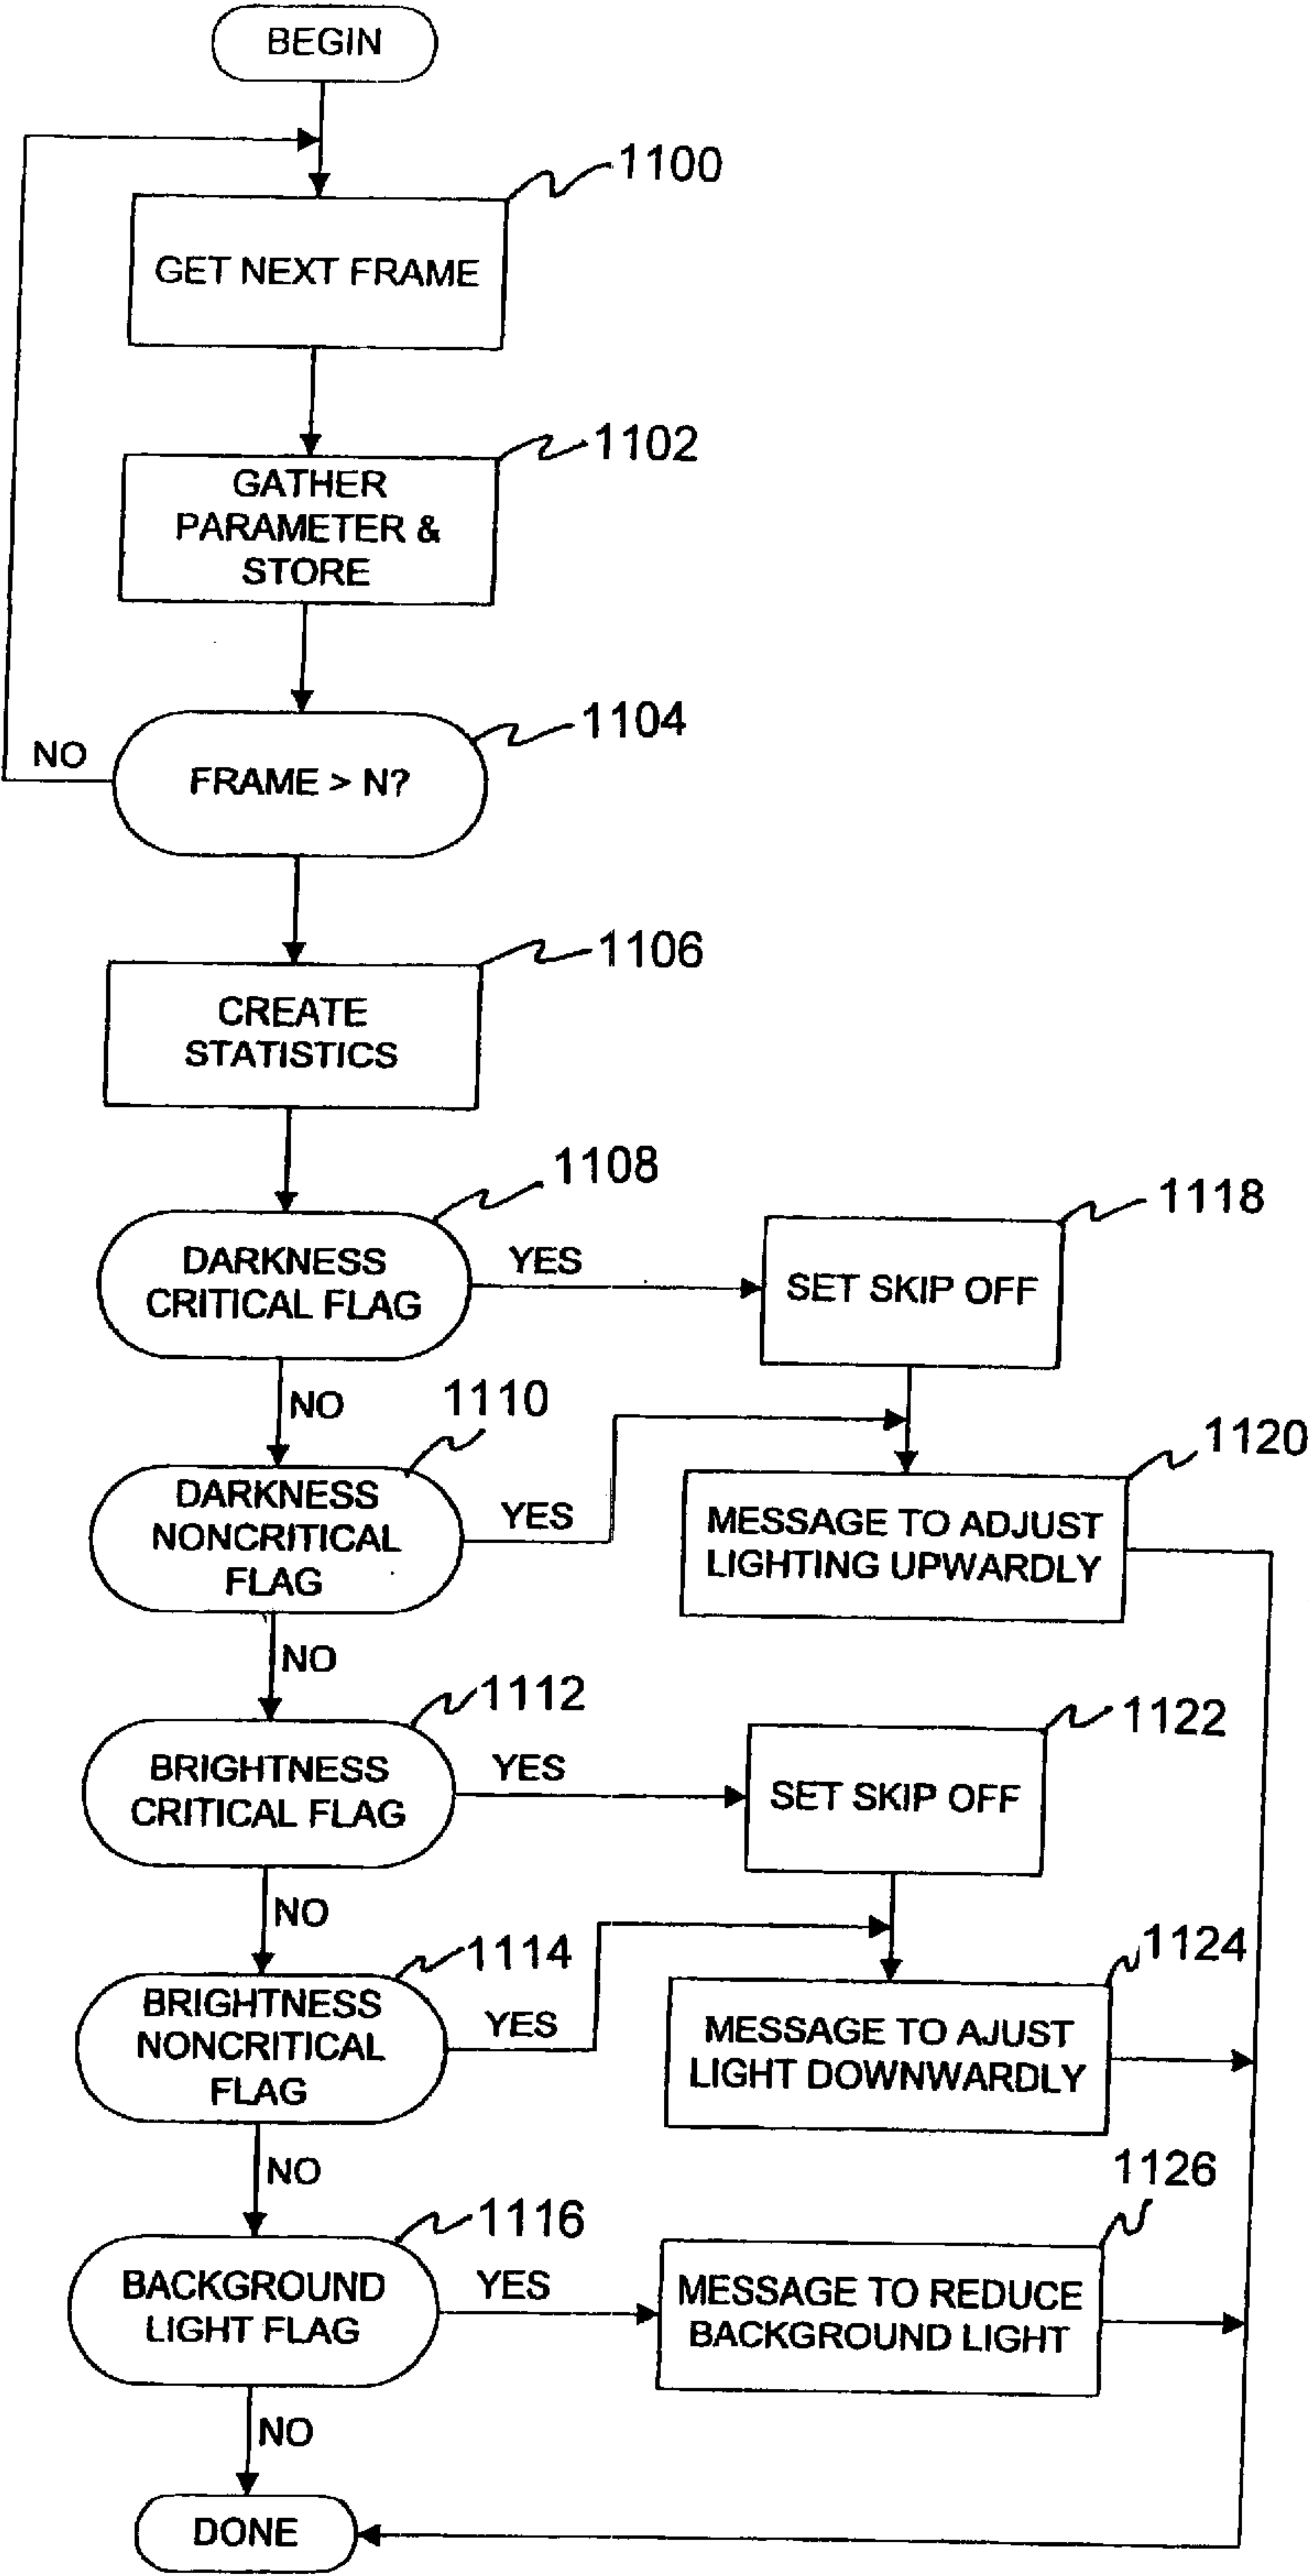 BEGIN
1100
GET NEXT FRAME
1102
GATHER
PARAMETER &
STORE
1104
NO
FRAME > N?
1106
CREATE
STATISTICS
1108
1118
DARKNESS
CRITICAL FLAG
YES
SET SKIP OFF
NO
1110
1120
DARKNESS
NONCRITICAL
FLAG
YES
MESSAGE TO ADJUST
LIGHTING UPWARDLY
NO
1112
1122
BRIGHTNESS
CRITICAL FLAG
YES
SET SKIP OFF
NO
1114
1124
BRIGHTNESS
NONCRITICAL
FLAG
YES
MESSAGE TO AJUST
LIGHT DOWNWARDLY
NO
1116
1126
BACKGROUND
LIGHT FLAG
YES
MESSAGE TO REDUCE
BACKGROUND LIGHT
NO
DONE